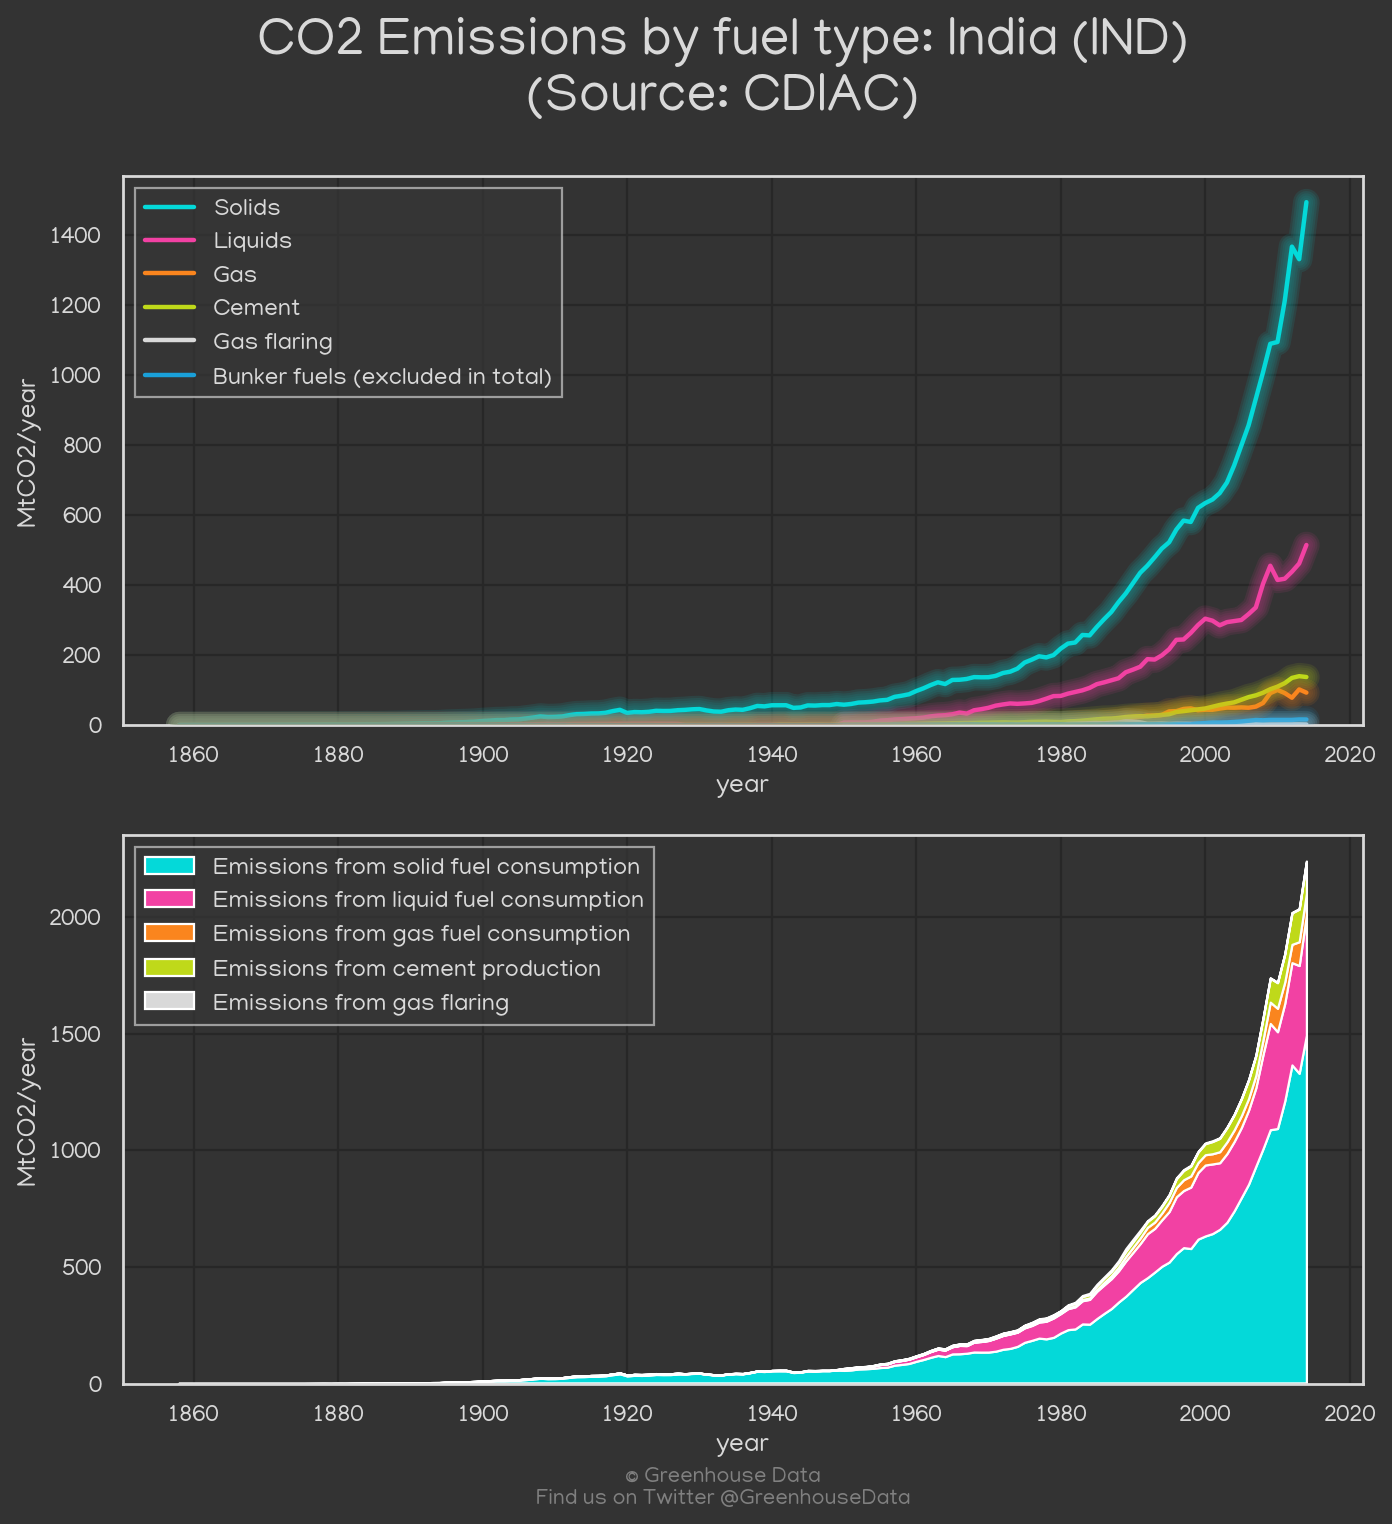 CO2 Emissions by fuel type: India (IND)
(Source: CDIAC)
Solids
Liquids
Gas
Cement
Gas flaring
Bunker fuels (excluded in total)
MtCO2/year
1400
1200
1000
800
600
400
200
0
1860 1880 1900 1920 1940 1960 1980 2000 2020
year
Emissions from solid fuel consumption
Emissions from liquid fuel consumption
Emissions from gas fuel consumption
Emissions from cement production
Emissions from gas flaring
MtCO2/year
2000
1500
1000
500
0
1860 1880 1900 1920 1940 1960 1980 2000 2020
year
© Greenhouse Data
Find us on Twitter @GreenhouseData